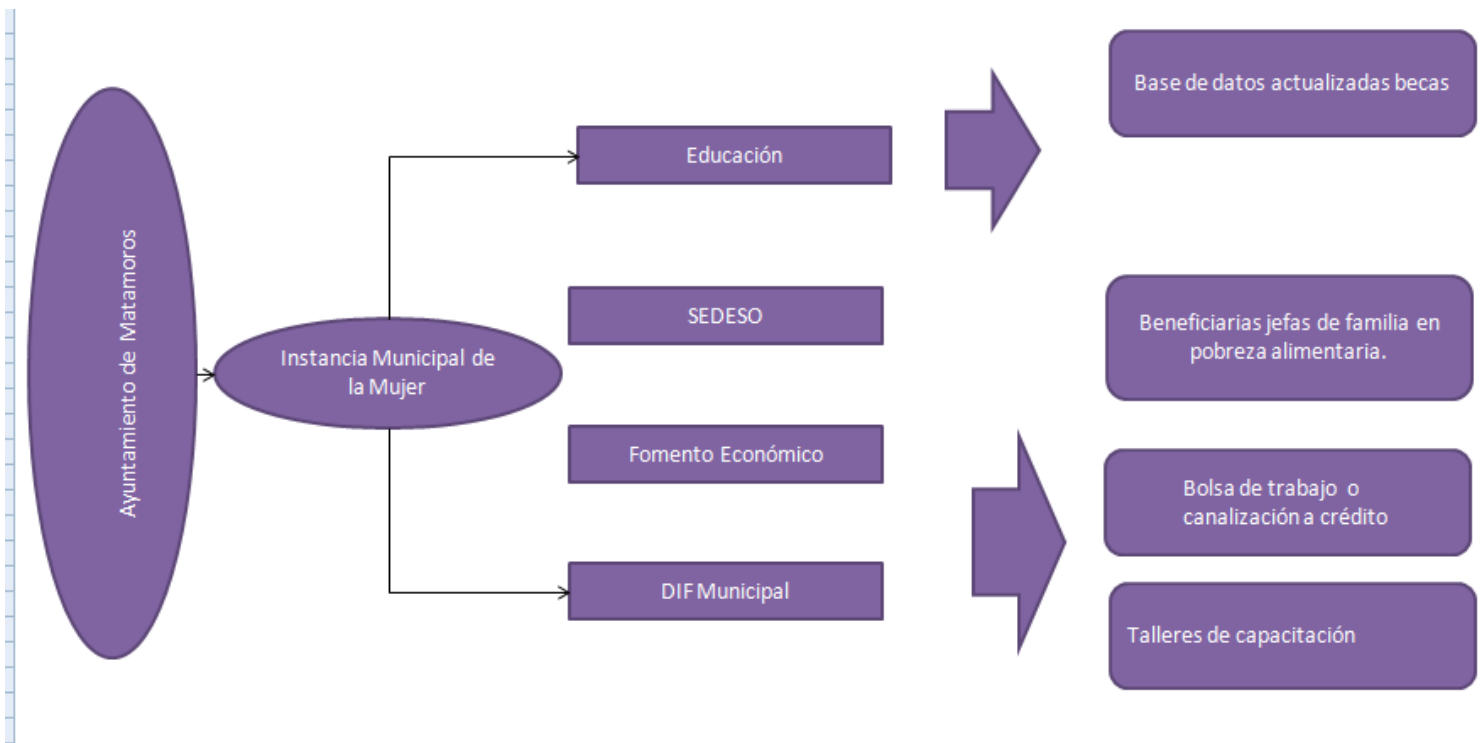 Ayuntamiento de Matamoros
Instancia Municipal de
la Mujer
Educación
SEDESO
Fomento Económico
DIF Municipal
Base de datos actualizadas becas
Beneficiarias jefas de familia en
pobreza alimentaria.
Bolsa de trabajo o
canalización a crédito
Talleres de capacitación